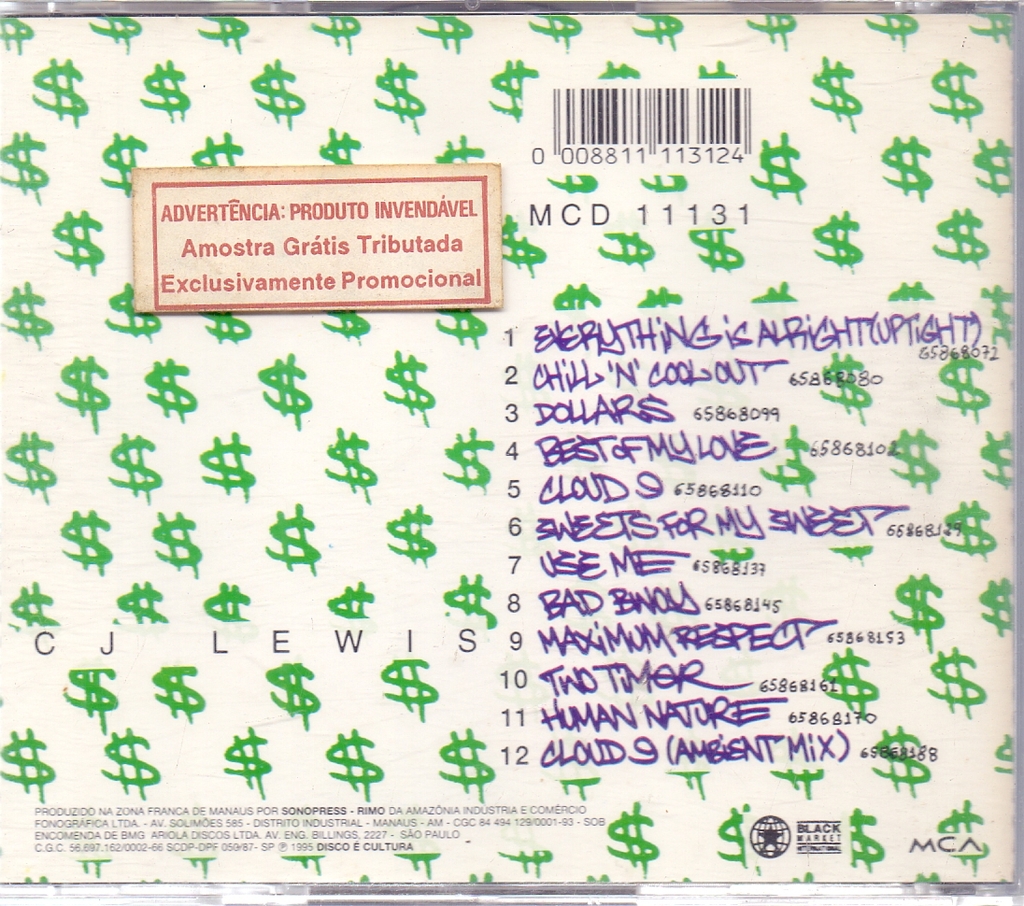 0 008811 113124
MCD 11131
ADVERTÊNCIA: PRODUTO INVENDÁVEL
Amostra Grátis Tributada
Exclusivamente Promocional
1 EVERYTHiNG iS ALRiGHT (UPTiGHT) 65868072
2 CHiLL 'N' COOL OUT 65868080
3 DOLLARS 65868099
4 BEST OF MY LOVE 65868102
5 CLOUD 9 65868110
6 SWEETS FOR MY SWEET 65868129
7 USE ME 65868137
8 BAD BWOY 65868145
9 MAXiMUM RESPECT 65868153
10 TWO TiMER 65868161
11 HUMAN NATURE 65868170
12 CLOUD 9 (AMBiENT MiX) 65868188
CJ LEWIS
PRODUZIDO NA ZONA FRANCA DE MANAUS POR SONOPRESS - RIMO DA AMAZÔNIA INDÚSTRIA E COMÉRCIO
FONOGRÁFICA LTDA. - AV. SOLIMÕES 585 - DISTRITO INDUSTRIAL - MANAUS - AM - CGC 84 494 129/0001-93 - SOB
ENCOMENDA DE BMG ARIOLA DISCOS LTDA. AV. ENG. BILLINGS, 2227 - SÃO PAULO
C.G.C. 56.697.162/0002-66 SCDP-DPF 059/87- SP ℗ 1995 DISCO É CULTURA
BLACK
MARKET
INTERNATIONAL
MCA